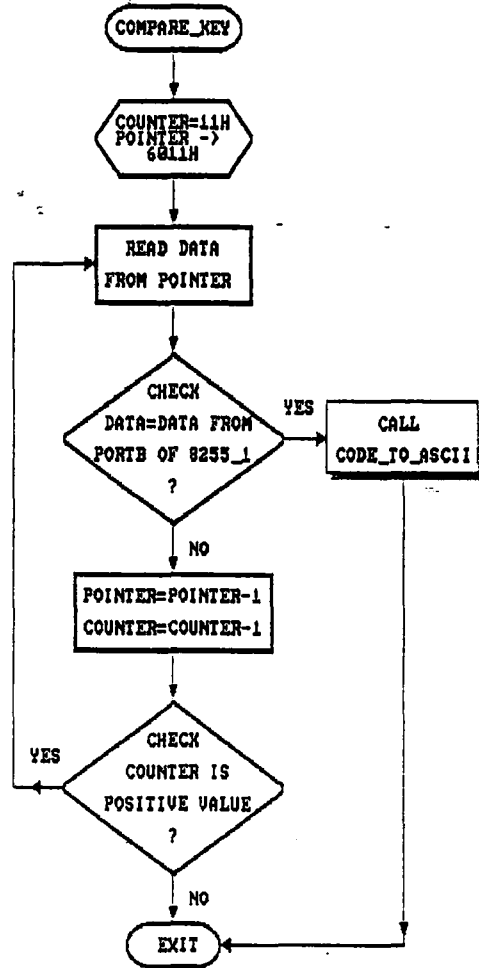 COMPARE_KEY
COUNTER=11H
POINTER ->
6011H
READ DATA
FROM POINTER
CHECK
DATA=DATA FROM
PORTB OF 8255_1
?
YES
CALL
CODE_TO_ASCII
NO
POINTER=POINTER-1
COUNTER=COUNTER-1
YES
CHECK
COUNTER IS
POSITIVE VALUE
?
NO
EXIT